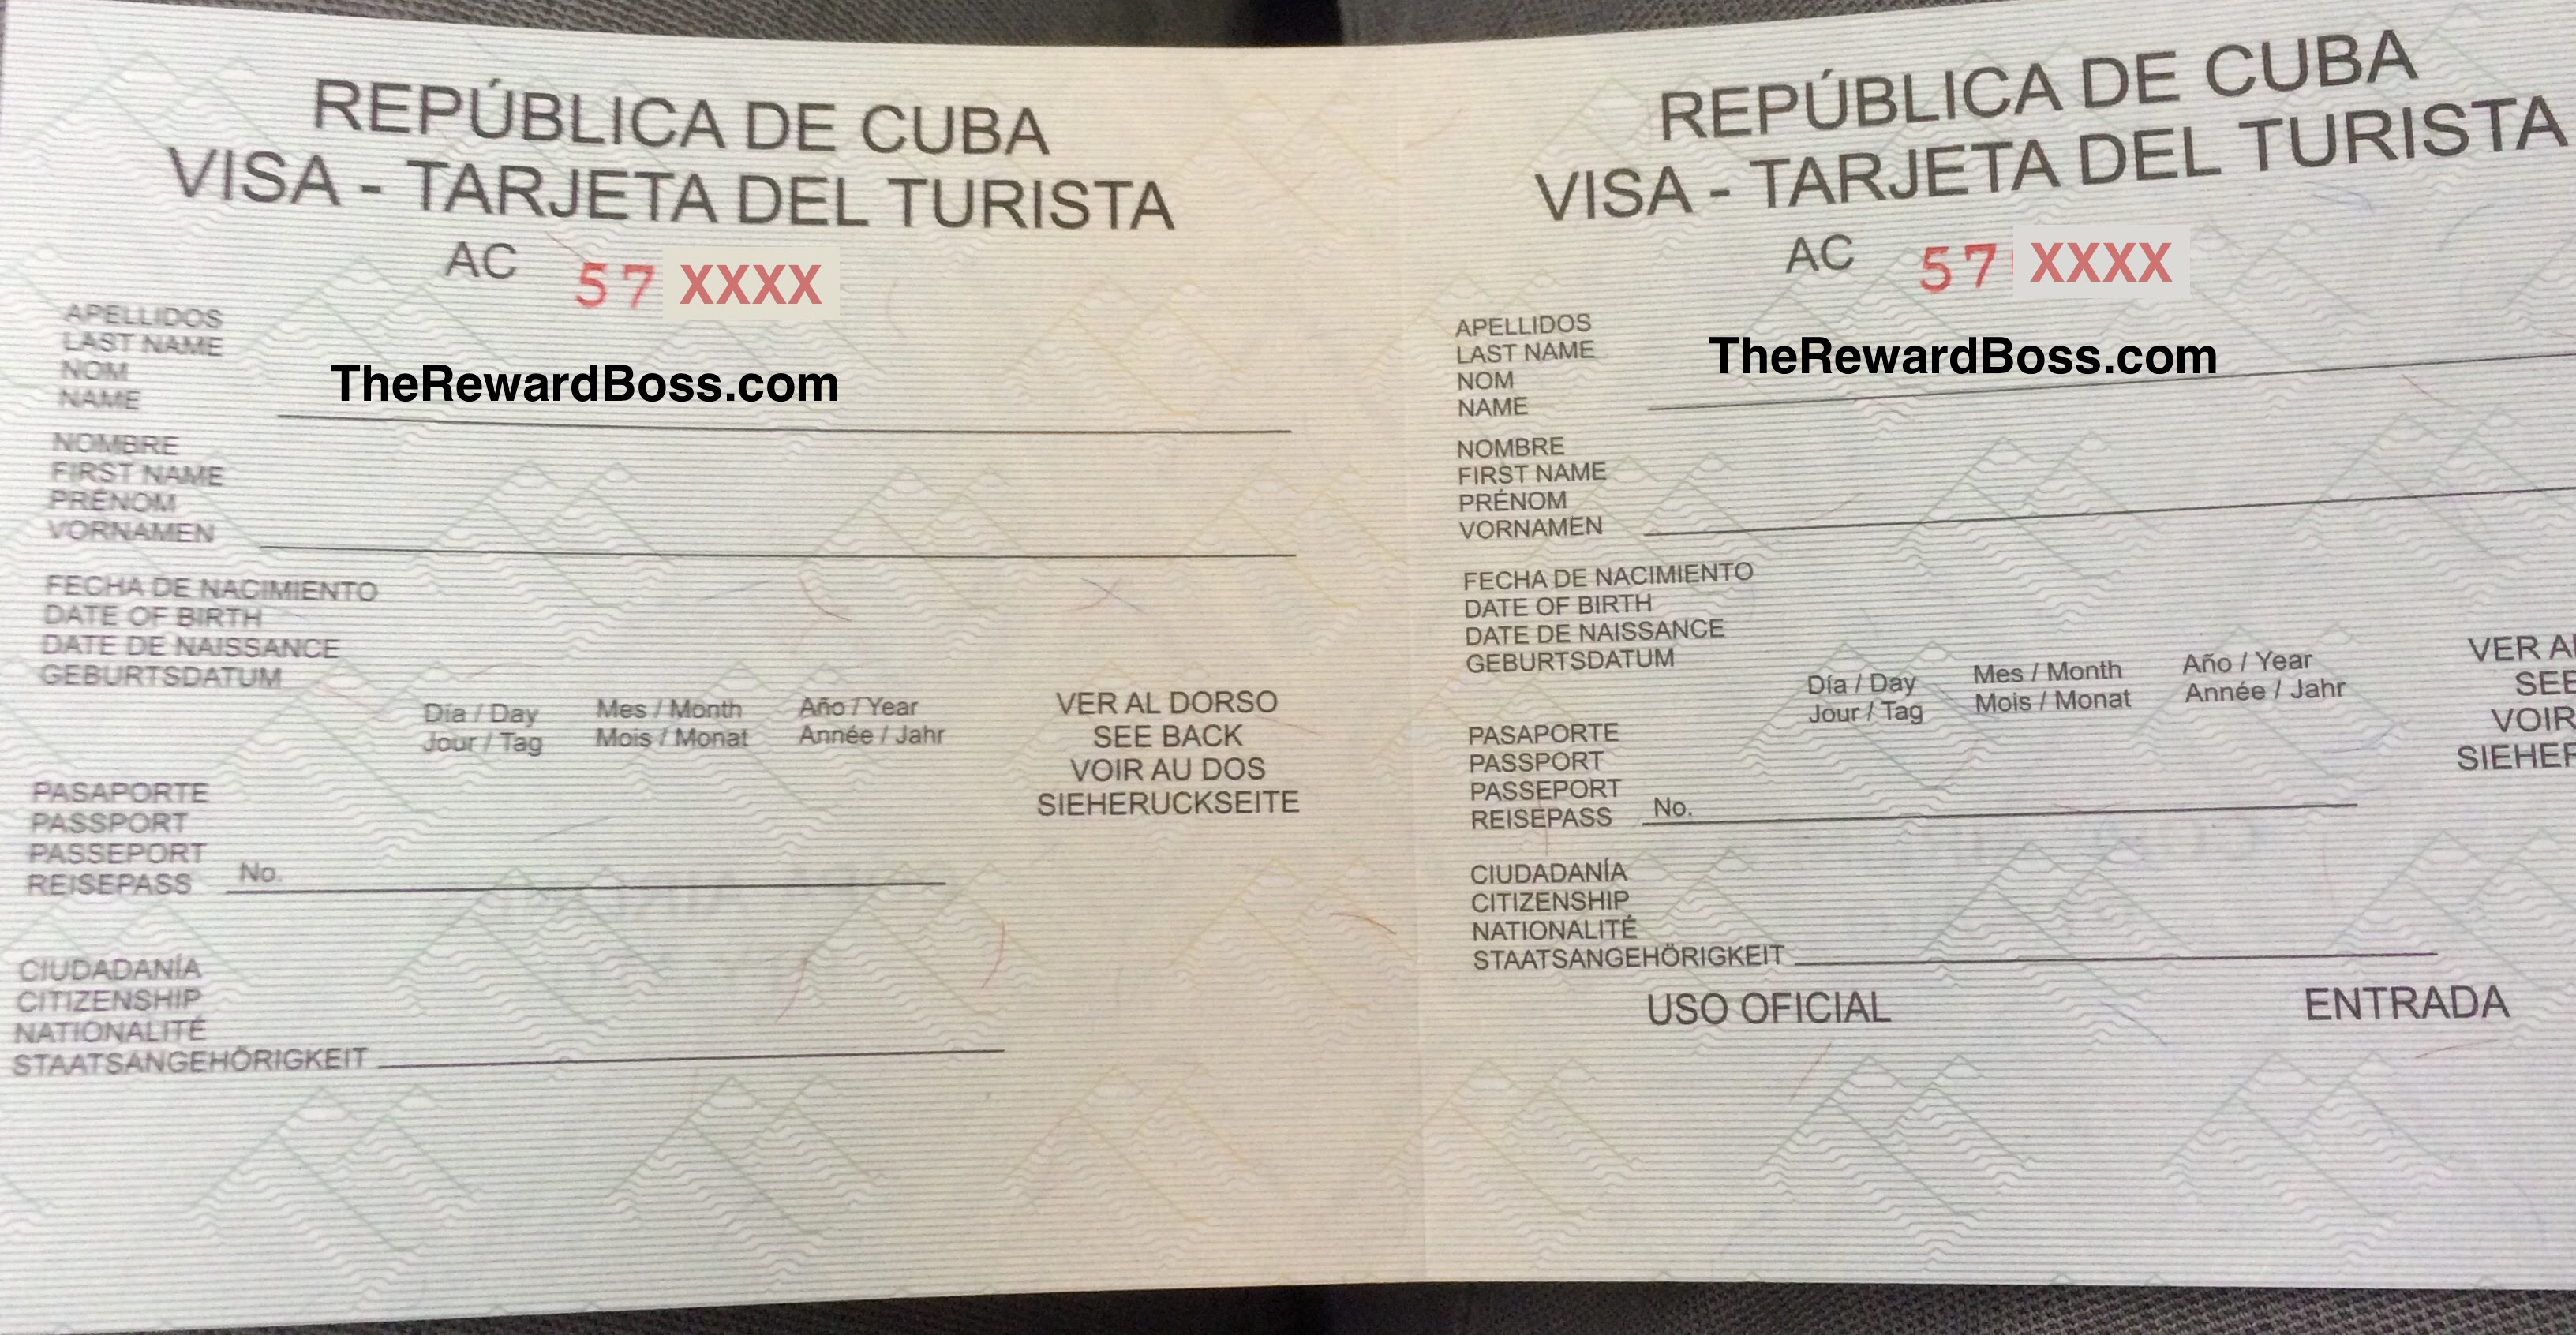 REPÚBLICA DE CUBA
VISA - TARJETA DEL TURISTA
AC 57 XXXX
APELLIDOS
LAST NAME
NOM
NAME
TheRewardBoss.com
NOMBRE
FIRST NAME
PRÉNOM
VORNAMEN
FECHA DE NACIMIENTO
DATE OF BIRTH
DATE DE NAISSANCE
GEBURTSDATUM
Día / Day Mes / Month Año / Year
Jour / Tag Mois / Monat Année / Jahr
VER AL DORSO
SEE BACK
VOIR AU DOS
SIEHERUCKSEITE
PASAPORTE
PASSPORT
PASSEPORT
REISEPASS No.
CIUDADANÍA
CITIZENSHIP
NATIONALITÉ
STAATSANGEHÖRIGKEIT
REPÚBLICA DE CUBA
VISA - TARJETA DEL TURISTA
AC 57 XXXX
APELLIDOS
LAST NAME
NOM
NAME
TheRewardBoss.com
NOMBRE
FIRST NAME
PRÉNOM
VORNAMEN
FECHA DE NACIMIENTO
DATE OF BIRTH
DATE DE NAISSANCE
GEBURTSDATUM
Día / Day Mes / Month Año / Year
Jour / Tag Mois / Monat Année / Jahr
VER
SEE
VOIR
PASAPORTE
PASSPORT
PASSEPORT
REISEPASS No.
CIUDADANÍA
CITIZENSHIP
NATIONALITÉ
STAATSANGEHÖRIGKEIT
USO OFICIAL ENTRADA